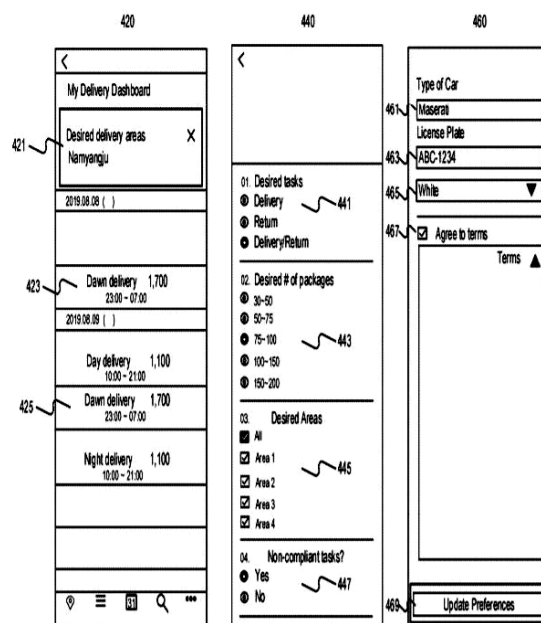 420
<
My Delivery Dashboard
421
Desired delivery areas X
Namyangju
2019.08.08 ( )
423
Dawn delivery 1,700
23:00 ~ 07:00
2019.08.09 ( )
Day delivery 1,100
10:00 ~ 21:00
425
Dawn delivery 1,700
23:00 ~ 07:00
Night delivery 1,100
10:00 ~ 21:00
31
440
<
01. Desired tasks
Delivery
441
Return
Delivery/Return
02. Desired # of packages
30~50
50~75
75~100
443
100~150
150~200
03. Desired Areas
All
Area 1
445
Area 2
Area 3
Area 4
04. Non-compliant tasks?
Yes
447
No
460
Type of Car
461
Maserati
License Plate
463
ABC-1234
465
White
467
Agree to terms
Terms
469
Update Preferences